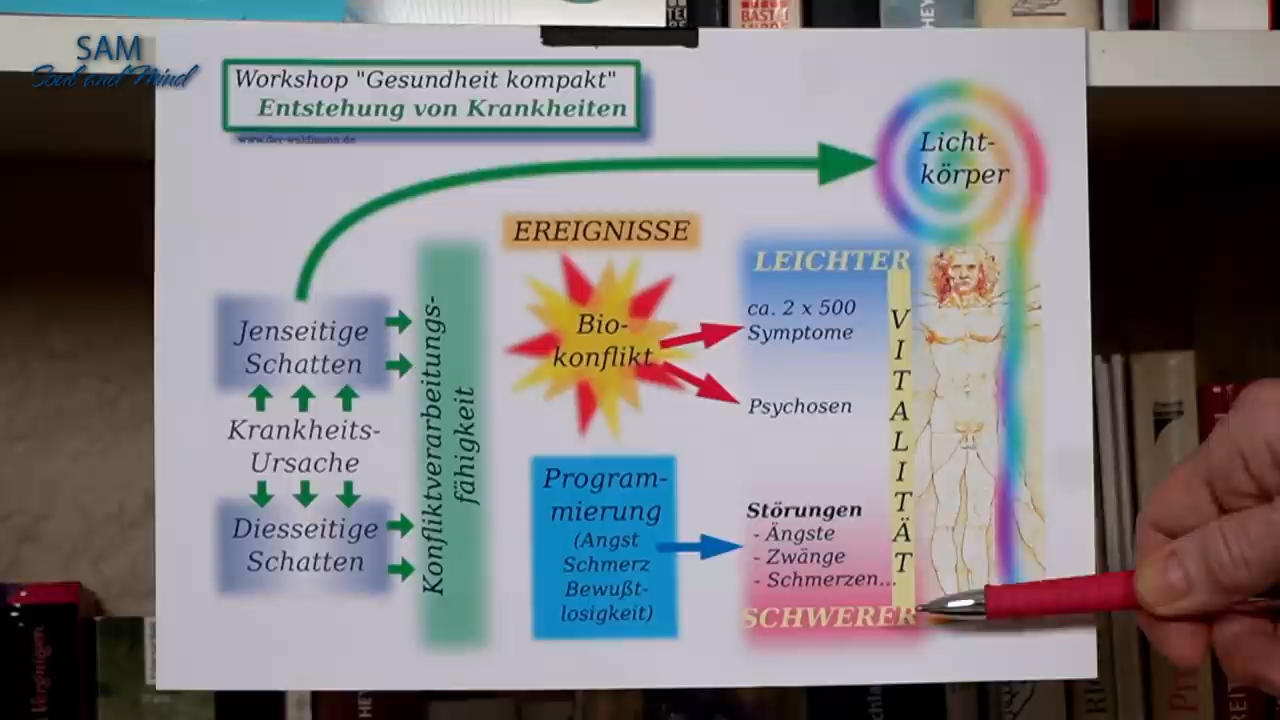 SAM
Soul and Mind
Workshop "Gesundheit kompakt"
Entstehung von Krankheiten
www.der-waldmann.de
Licht-
körper
EREIGNISSE
LEICHTER
Bio-
konflikt
ca. 2 x 500
Symptome
Psychosen
Jenseitige
Schatten
Krankheits-
Ursache
Diesseitige
Schatten
Konfliktverarbeitungs-
fähigkeit
Program-
mierung
(Angst
Schmerz
Bewußt-
losigkeit)
Störungen
- Ängste
- Zwänge
- Schmerzen...
SCHWERER
VITALITÄT
BASTEI
HEY